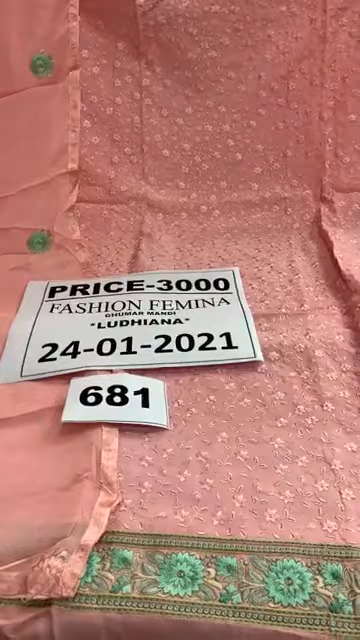 PRICE-3000
FASHION FEMINA
GHUMAR MANDI
*LUDHIANA*
24-01-2021
681